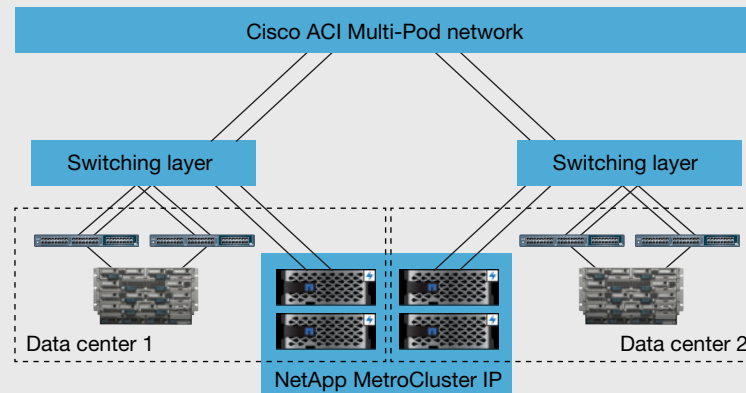 Cisco ACI Multi-Pod network
Switching layer
Switching layer
Data center 1
Data center 2
NetApp MetroCluster IP